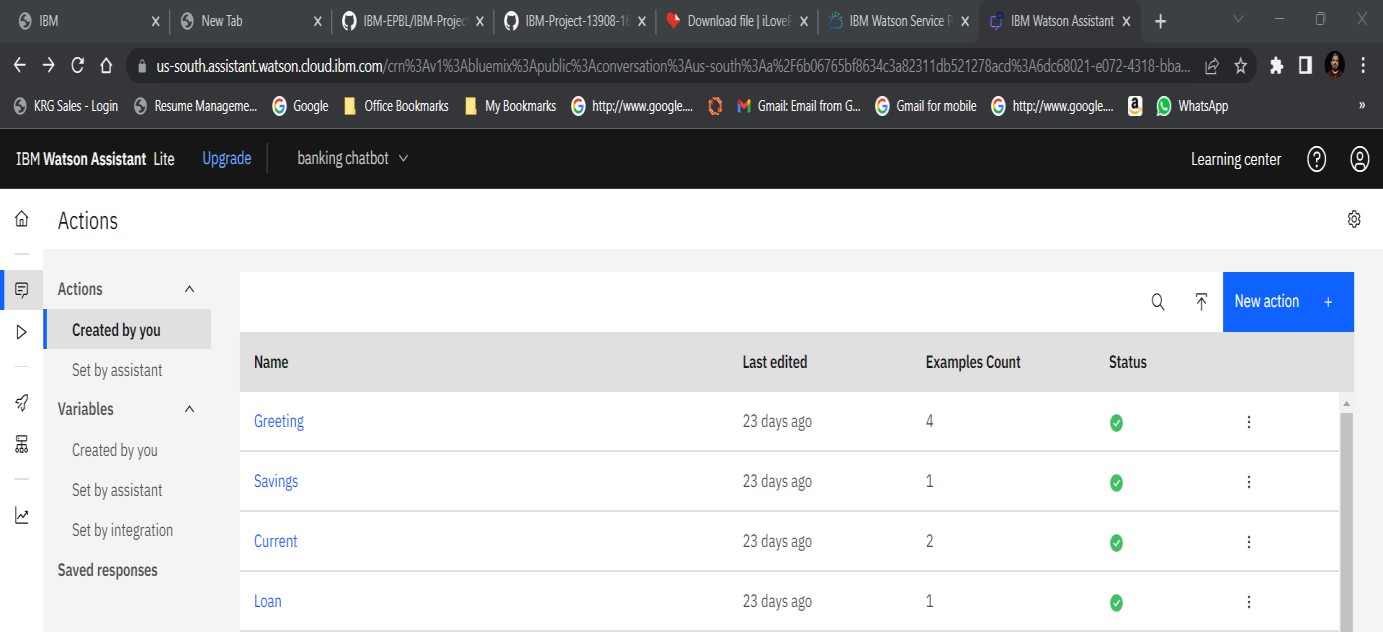 IBM
New Tab
IBM-EPBL/IBM-Projec
IBM-Project-13908-16
Download file | iLoveP
IBM Watson Service P
IBM Watson Assistant
us-south.assistant.watson.cloud.ibm.com/crn%3Av1%3Abluemix%3Apublic%3Aconversation%3Aus-south%3Aa%2F6b06765bf8634c3a82311db521278acd%3A6dc68021-e072-4318-bba...
KRG Sales - Login
Resume Manageme...
Google
Office Bookmarks
My Bookmarks
http://www.google....
Gmail: Email from G...
Gmail for mobile
http://www.google....
WhatsApp
»
IBM Watson Assistant Lite
Upgrade
banking chatbot
Learning center
Actions
Actions
Created by you
Set by assistant
Variables
Created by you
Set by assistant
Set by integration
Saved responses
New action +
Name Last edited Examples Count Status
Greeting 23 days ago 4
Savings 23 days ago 1
Current 23 days ago 2
Loan 23 days ago 1